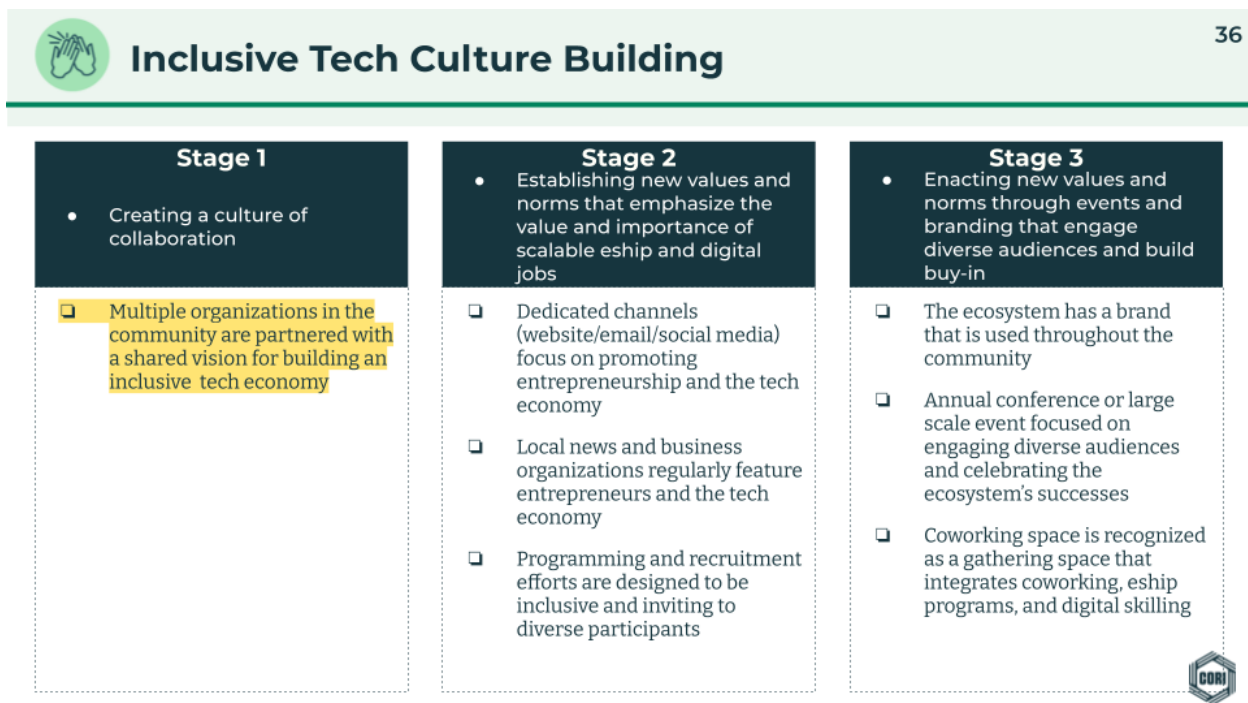 Inclusive Tech Culture Building
36
Stage 1
● Creating a culture of
collaboration
❏ Multiple organizations in the
community are partnered with
a shared vision for building an
inclusive tech economy
Stage 2
● Establishing new values and
norms that emphasize the
value and importance of
scalable eship and digital
jobs
❏ Dedicated channels
(website/email/social media)
focus on promoting
entrepreneurship and the tech
economy
❏ Local news and business
organizations regularly feature
entrepreneurs and the tech
economy
❏ Programming and recruitment
efforts are designed to be
inclusive and inviting to
diverse participants
Stage 3
● Enacting new values and
norms through events and
branding that engage
diverse audiences and build
buy-in
❏ The ecosystem has a brand
that is used throughout the
community
❏ Annual conference or large
scale event focused on
engaging diverse audiences
and celebrating the
ecosystem’s successes
❏ Coworking space is recognized
as a gathering space that
integrates coworking, eship
programs, and digital skilling
CORI